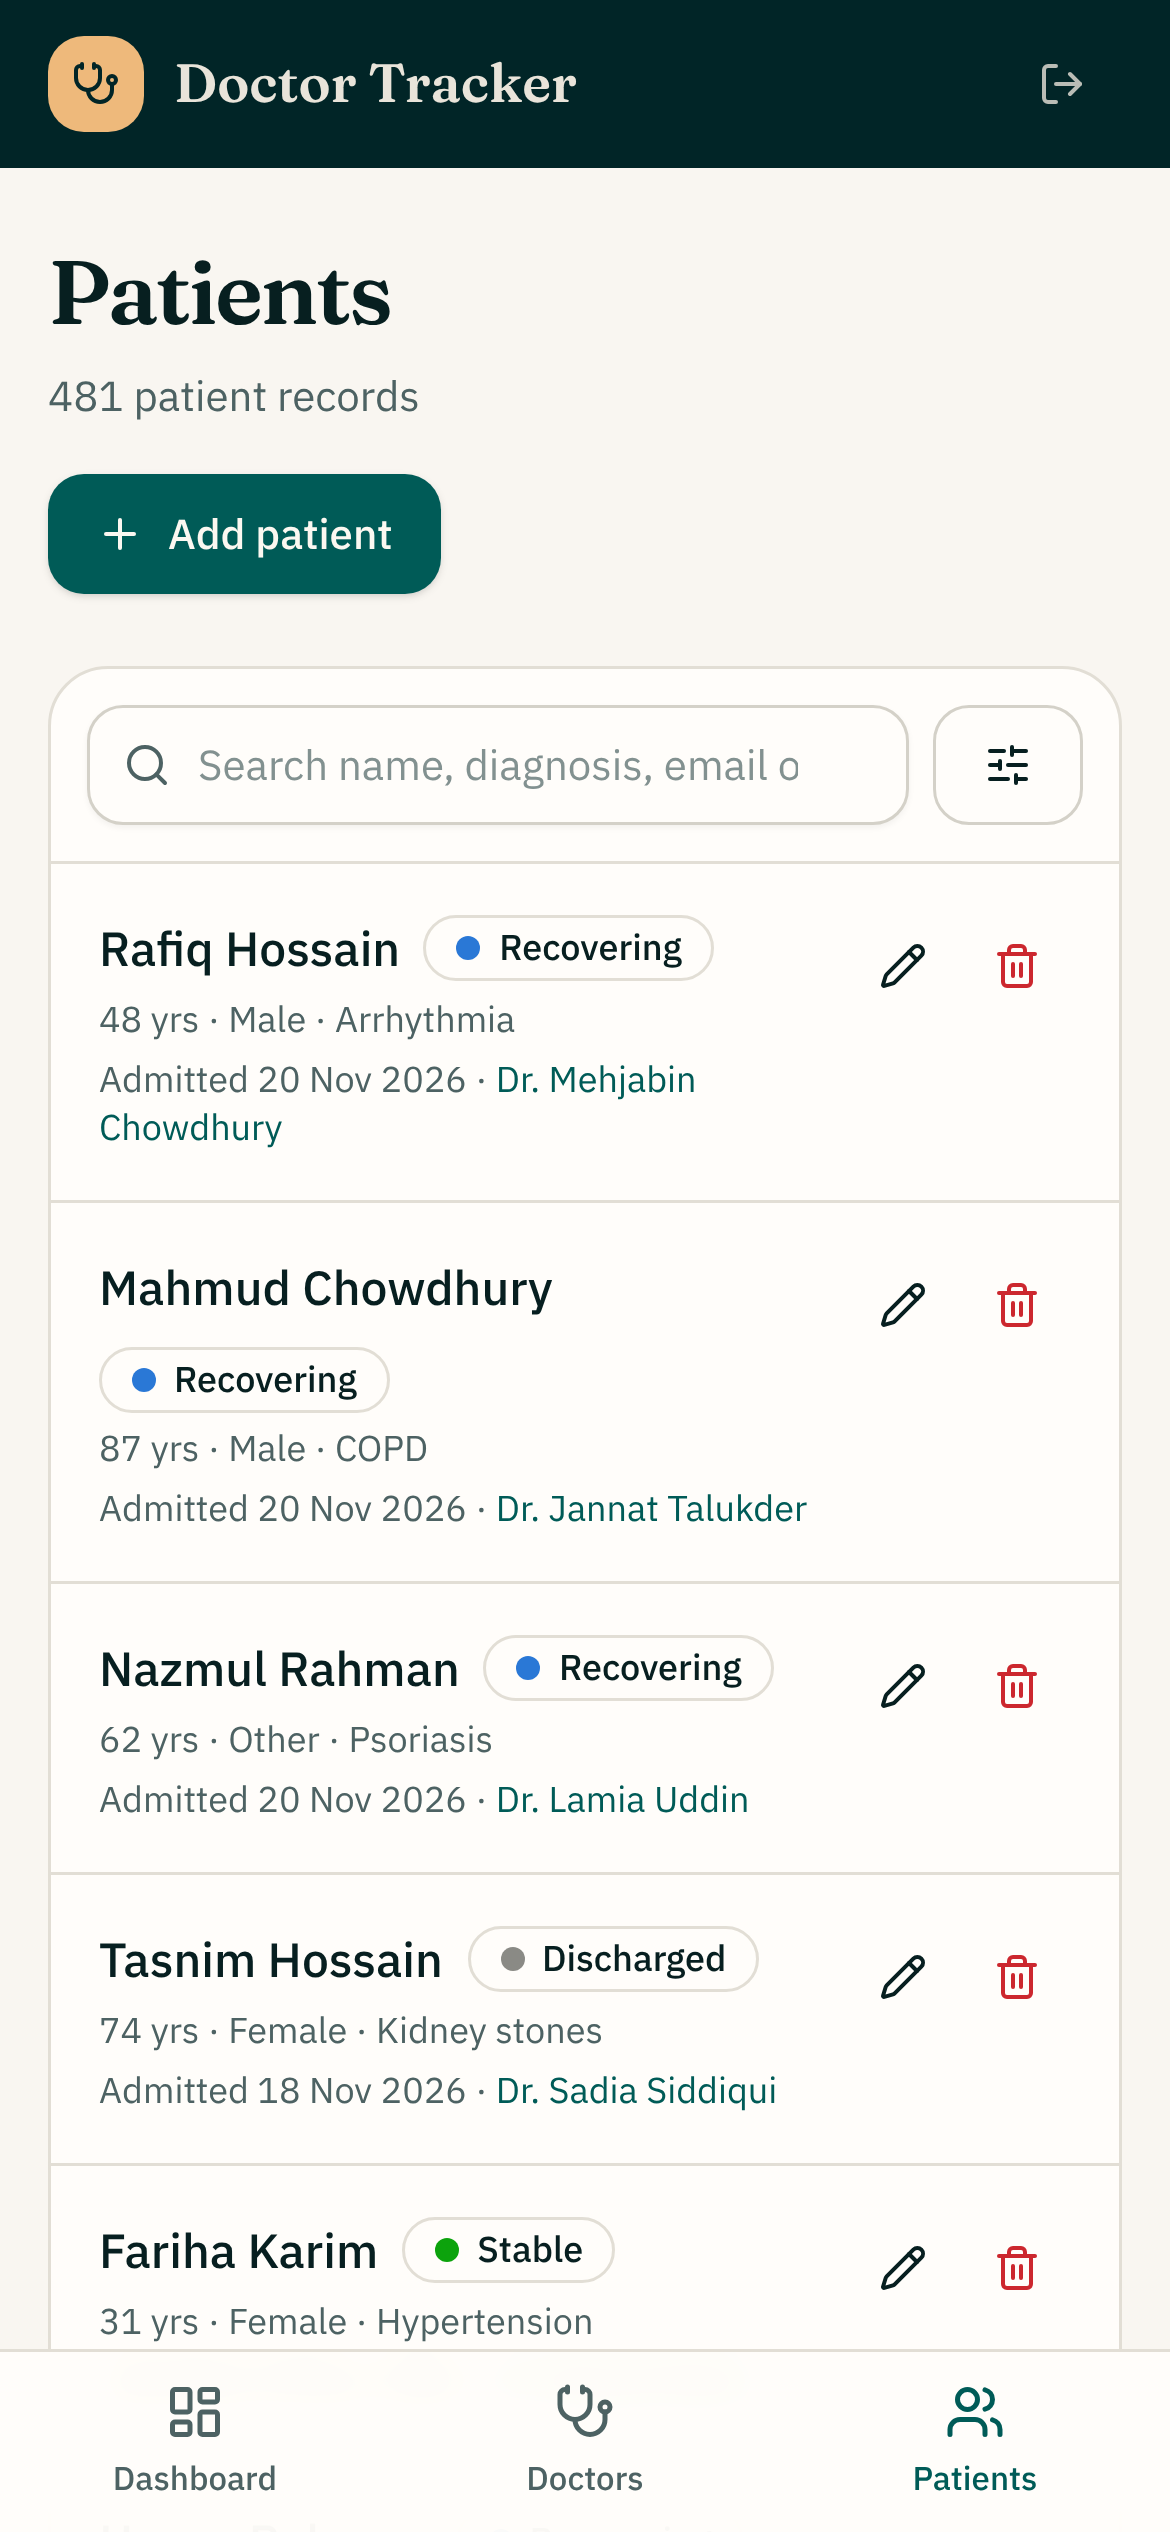 Doctor Tracker
Patients
481 patient records
Add patient
Search name, diagnosis, email o
Rafiq Hossain Recovering
48 yrs · Male · Arrhythmia
Admitted 20 Nov 2026 · Dr. Mehjabin
Chowdhury
Mahmud Chowdhury
Recovering
87 yrs · Male · COPD
Admitted 20 Nov 2026 · Dr. Jannat Talukder
Nazmul Rahman Recovering
62 yrs · Other · Psoriasis
Admitted 20 Nov 2026 · Dr. Lamia Uddin
Tasnim Hossain Discharged
74 yrs · Female · Kidney stones
Admitted 18 Nov 2026 · Dr. Sadia Siddiqui
Fariha Karim Stable
31 yrs · Female · Hypertension
Dashboard Doctors Patients